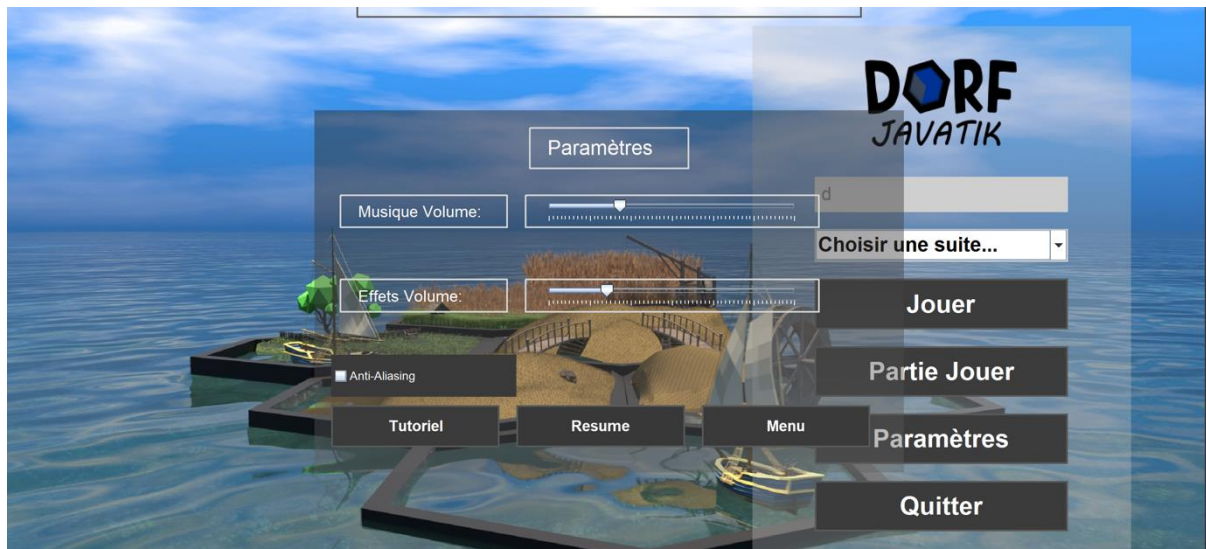 DORF
JAVATIK
Paramètres
d
Musique Volume:
Choisir une suite...
Effets Volume:
Jouer
Anti-Aliasing
Partie Jouer
Tutoriel
Resume
Menu
Paramètres
Quitter